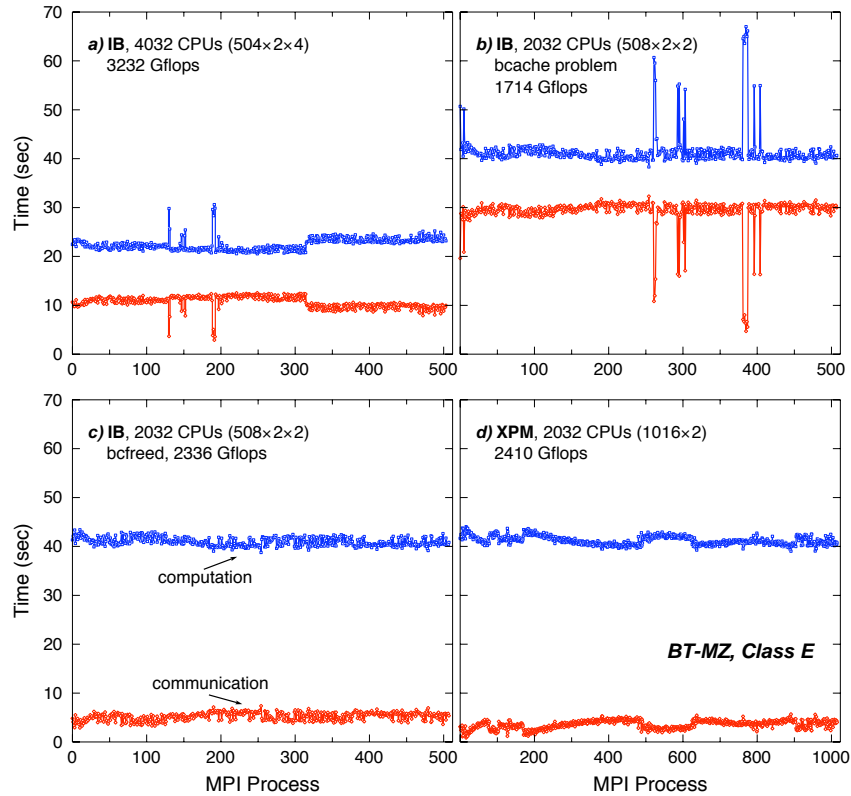 a) IB, 4032 CPUs (504×2×4)
3232 Gflops
b) IB, 2032 CPUs (508×2×2)
bcache problem
1714 Gflops
Time (sec)
70
60
50
40
30
20
10
0
0
100
200
300
400
500
0
200
400
600
800
1000
c) IB, 2032 CPUs (508×2×2)
bcfreed, 2336 Gflops
computation
communication
d) XPM, 2032 CPUs (1016×2)
2410 Gflops
BT-MZ, Class E
Time (sec)
70
60
50
40
30
20
10
0
0
100
200
300
400
500
0
200
400
600
800
1000
MPI Process
MPI Process